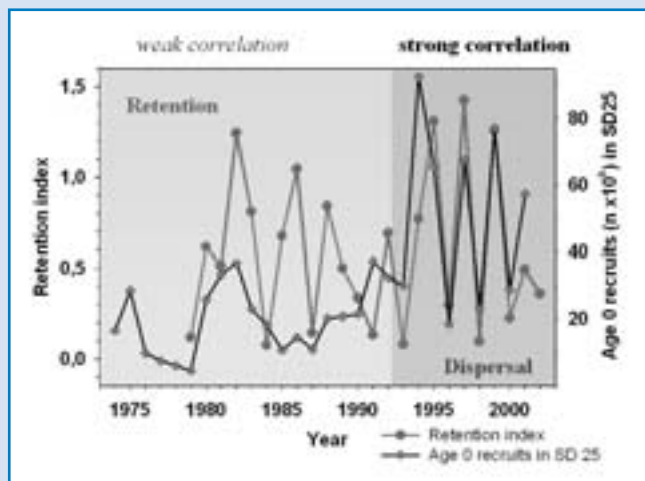 weak correlation strong correlation
Retention
Dispersal
Retention index
1,5
1,0
0,5
0,0
Age 0 recruits (n x10⁹) in SD25
80
60
40
20
1975 1980 1985 1990 1995 2000
Year
Retention index
Age 0 recruits in SD 25